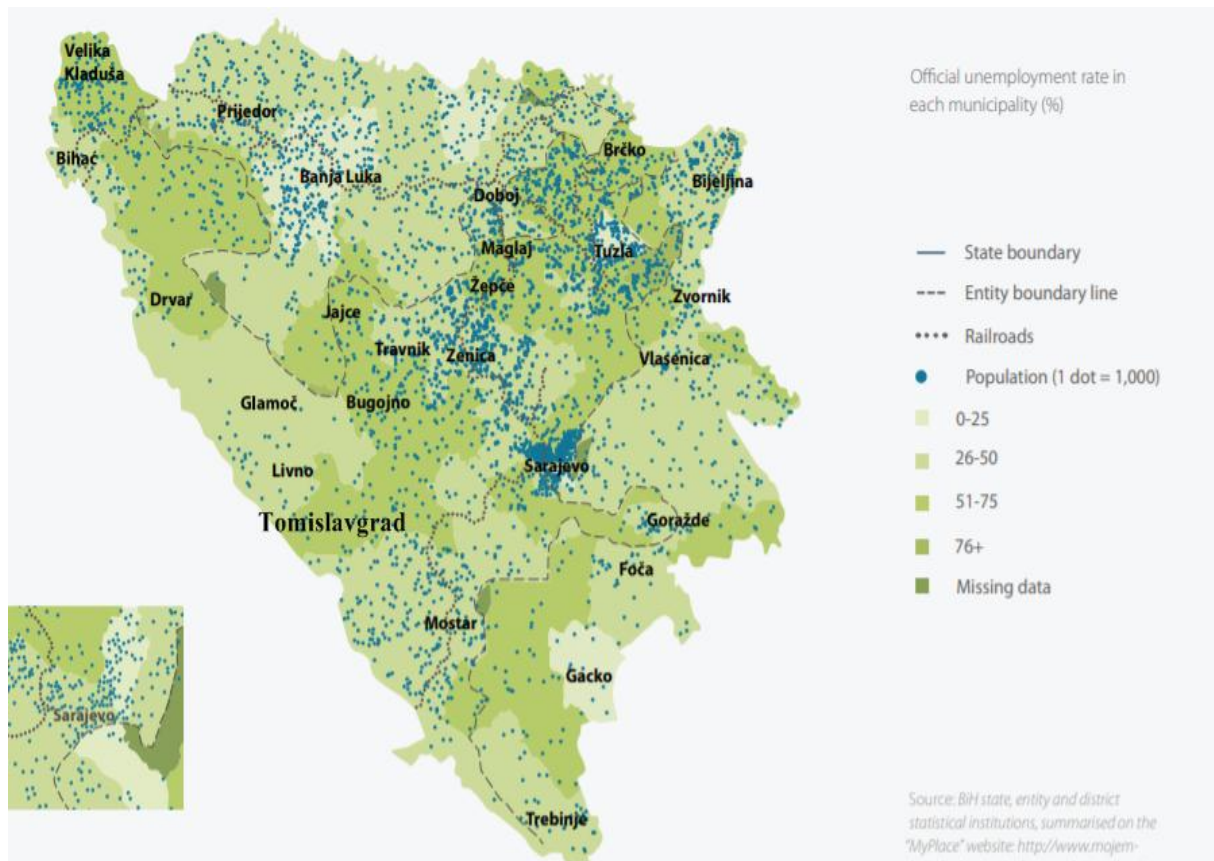 Velika
Kladuša
Prijedor
Bihać
Banja Luka
Brčko
Bijeljina
Doboj
Maglaj
Tuzla
Žepče
Zvornik
Drvar
Jajce
Travnik
Zenica
Vlasenica
Glamoč
Bugojno
Livno
Sarajevo
Tomislavgrad
Goražde
Foča
Mostar
Gacko
Trebinje
Sarajevo
Official unemployment rate in
each municipality (%)
State boundary
Entity boundary line
Railroads
Population (1 dot = 1,000)
0-25
26-50
51-75
76+
Missing data
Source: BiH state, entity and district
statistical institutions, summarised on the
"MyPlace" website: http://www.mojem-